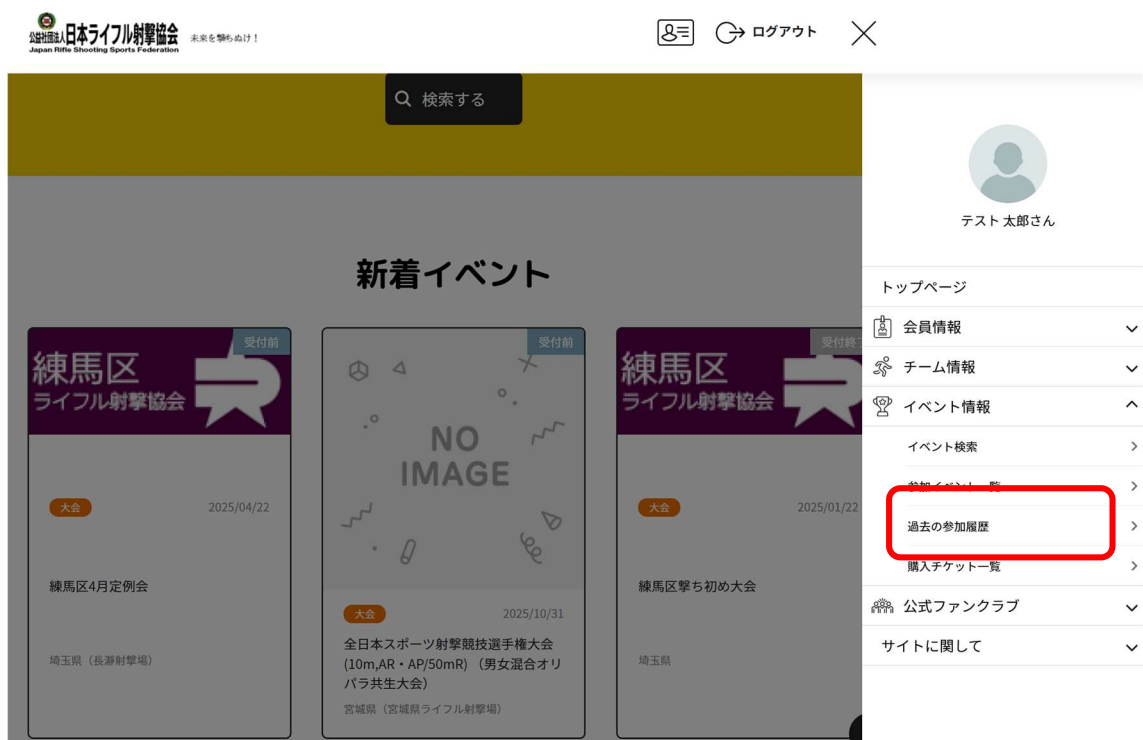 公益社団法人日本ライフル射撃協会
Japan Rifle Shooting Sports Federation
未来を撃ちぬけ！
ログアウト
検索する
テスト 太郎さん
トップページ
会員情報
チーム情報
イベント情報
イベント検索
参加イベント一覧
過去の参加履歴
購入チケット一覧
公式ファンクラブ
サイトに関して
新着イベント
受付前
練馬区
ライフル射撃協会
大会
2025/04/22
練馬区4月定例会
埼玉県（長瀞射撃場）
受付前
NO
IMAGE
大会
2025/10/31
全日本スポーツ射撃競技選手権大会
(10m,AR・AP/50mR) （男女混合オリ
パラ共生大会）
宮城県（宮城県ライフル射撃場）
受付終
練馬区
ライフル射撃協会
大会
2025/01/22
練馬区撃ち初め大会
埼玉県